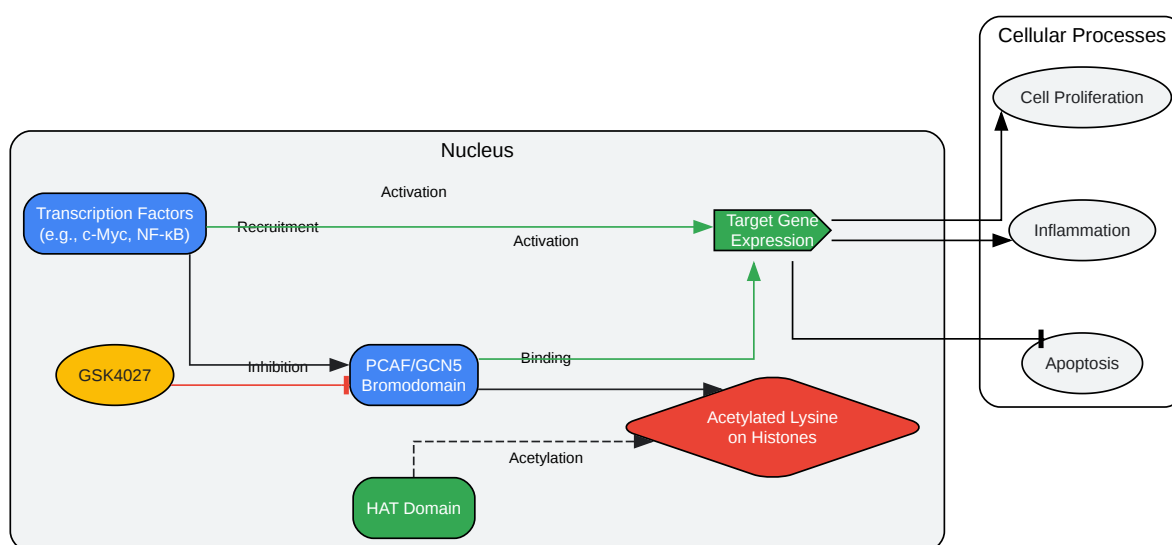 Cellular Processes
Cell Proliferation
Nucleus
Activation
Transcription Factors
(e.g., c-Myc, NF-κB)
Recruitment
Target Gene
Expression
Activation
Inflammation
GSK4027
Inhibition
PCAF/GCN5
Bromodomain
Binding
Apoptosis
Acetylated Lysine
on Histones
Acetylation
HAT Domain